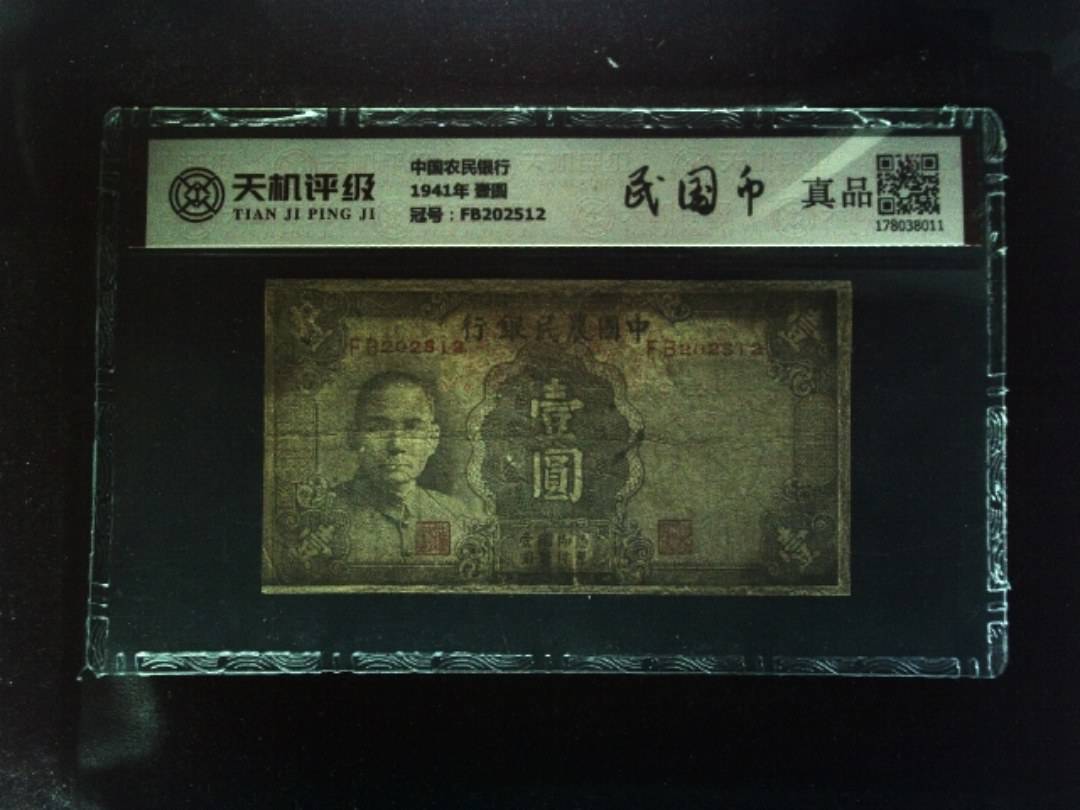 天机评级
TIAN JI PING JI
中国农民银行
1941年 壹圆
冠号：FB202512
民国币
真品
178038011
行銀民農國中
FB202512
FB202512
壹
圓